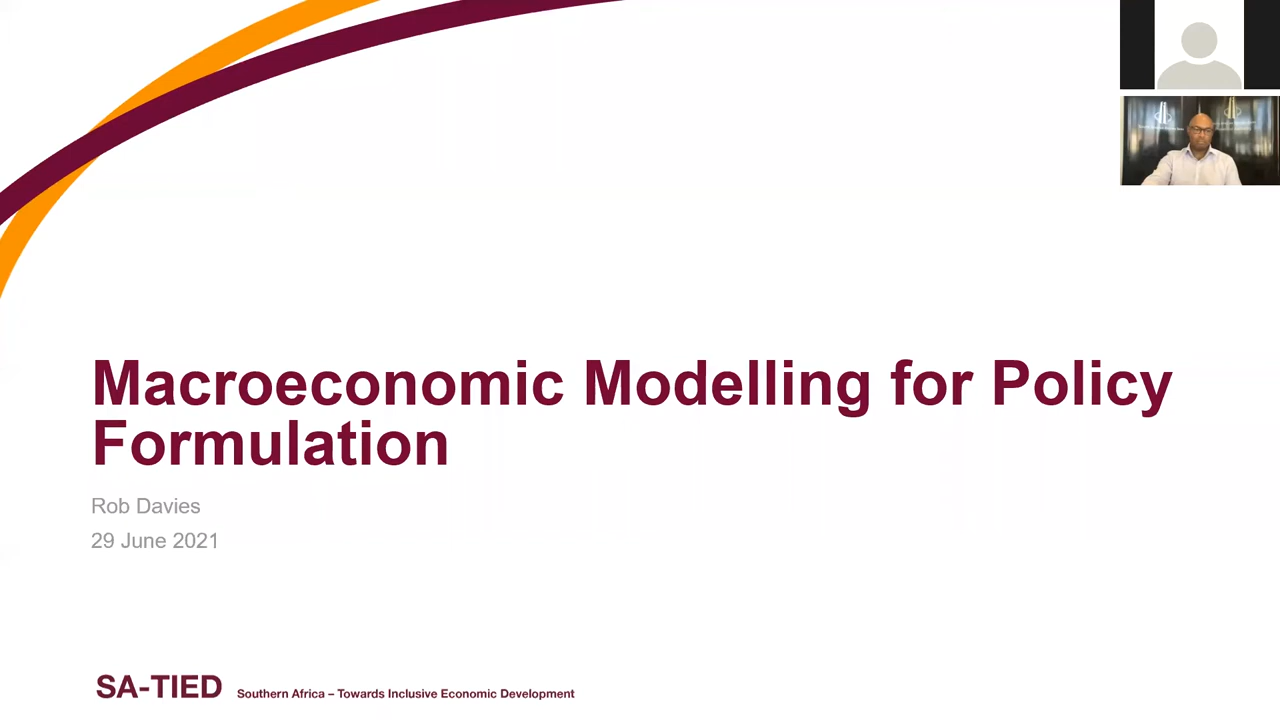 Macroeconomic Modelling for Policy
Formulation
Rob Davies
29 June 2021
SA-TIED Southern Africa – Towards Inclusive Economic Development